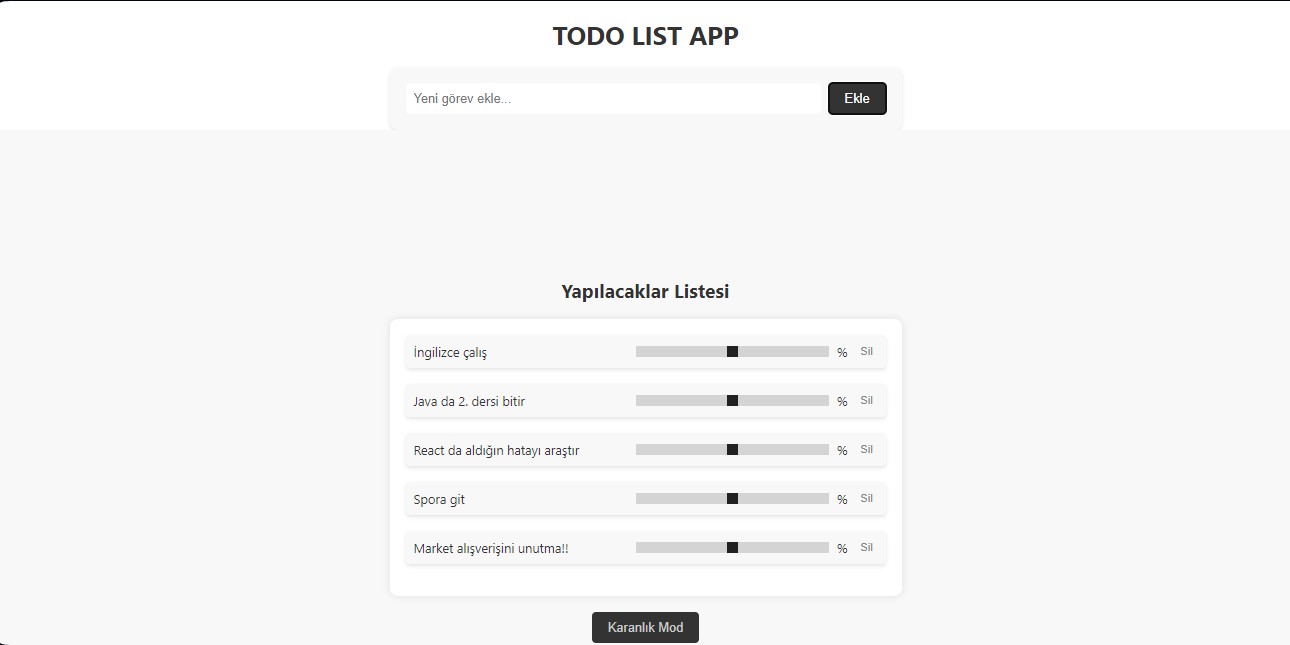 TODO LIST APP
Yeni görev ekle...
Ekle
Yapılacaklar Listesi
İngilizce çalış % Sil
Java da 2. dersi bitir % Sil
React da aldığın hatayı araştır % Sil
Spora git % Sil
Market alışverişini unutma!! % Sil
Karanlık Mod